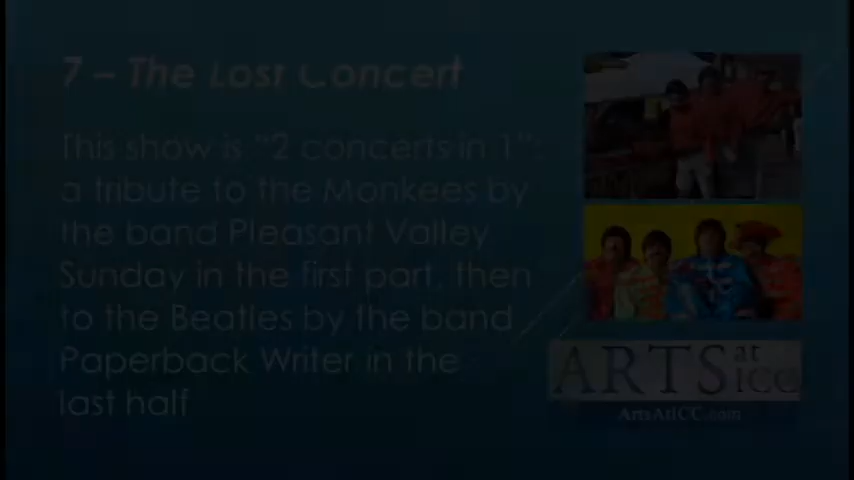 7 – The Lost Concert
This show is “2 concerts in 1”:
a tribute to the Monkees by
the band Pleasant Valley
Sunday in the first part, then
to the Beatles by the band
Paperback Writer in the
last half
ARTS at ICC
ArtsAtICC.com